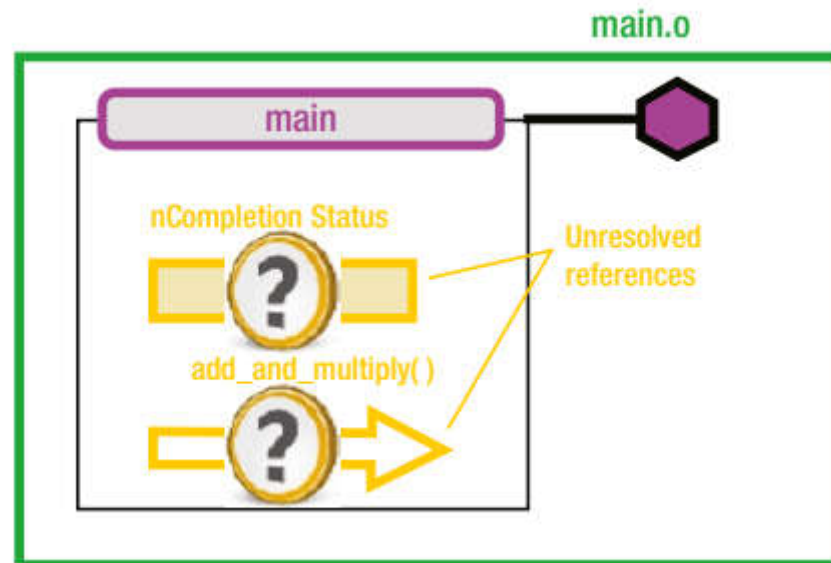 main.o
main
nCompletion Status
?
Unresolved
references
add_and_multiply( )
?